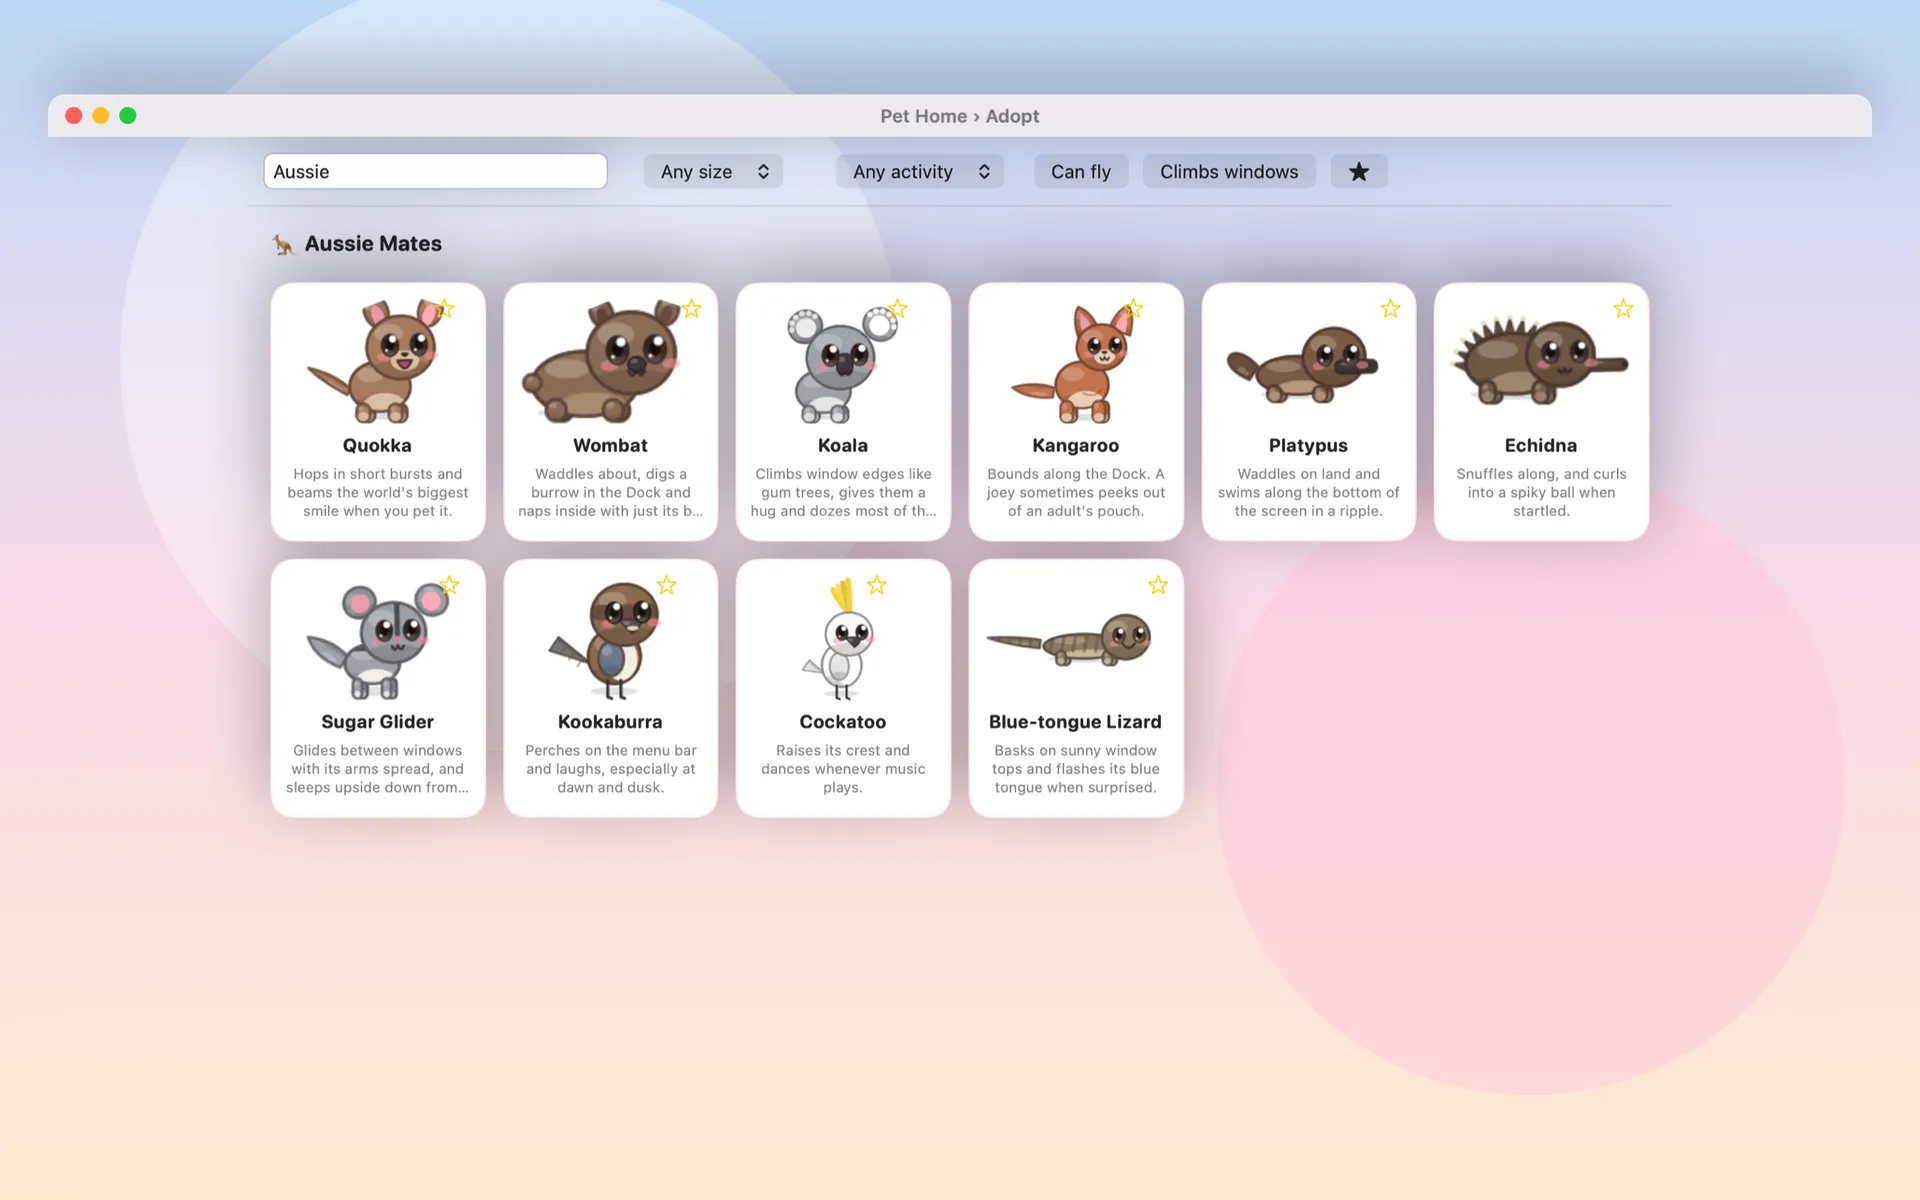 Pet Home › Adopt
Aussie
Any size
Any activity
Can fly
Climbs windows
Aussie Mates
Quokka
Hops in short bursts and
beams the world's biggest
smile when you pet it.
Wombat
Waddles about, digs a
burrow in the Dock and
naps inside with just its b...
Koala
Climbs window edges like
gum trees, gives them a
hug and dozes most of th...
Kangaroo
Bounds along the Dock. A
joey sometimes peeks out
of an adult's pouch.
Platypus
Waddles on land and
swims along the bottom of
the screen in a ripple.
Echidna
Snuffles along, and curls
into a spiky ball when
startled.
Sugar Glider
Glides between windows
with its arms spread, and
sleeps upside down from...
Kookaburra
Perches on the menu bar
and laughs, especially at
dawn and dusk.
Cockatoo
Raises its crest and
dances whenever music
plays.
Blue-tongue Lizard
Basks on sunny window
tops and flashes its blue
tongue when surprised.